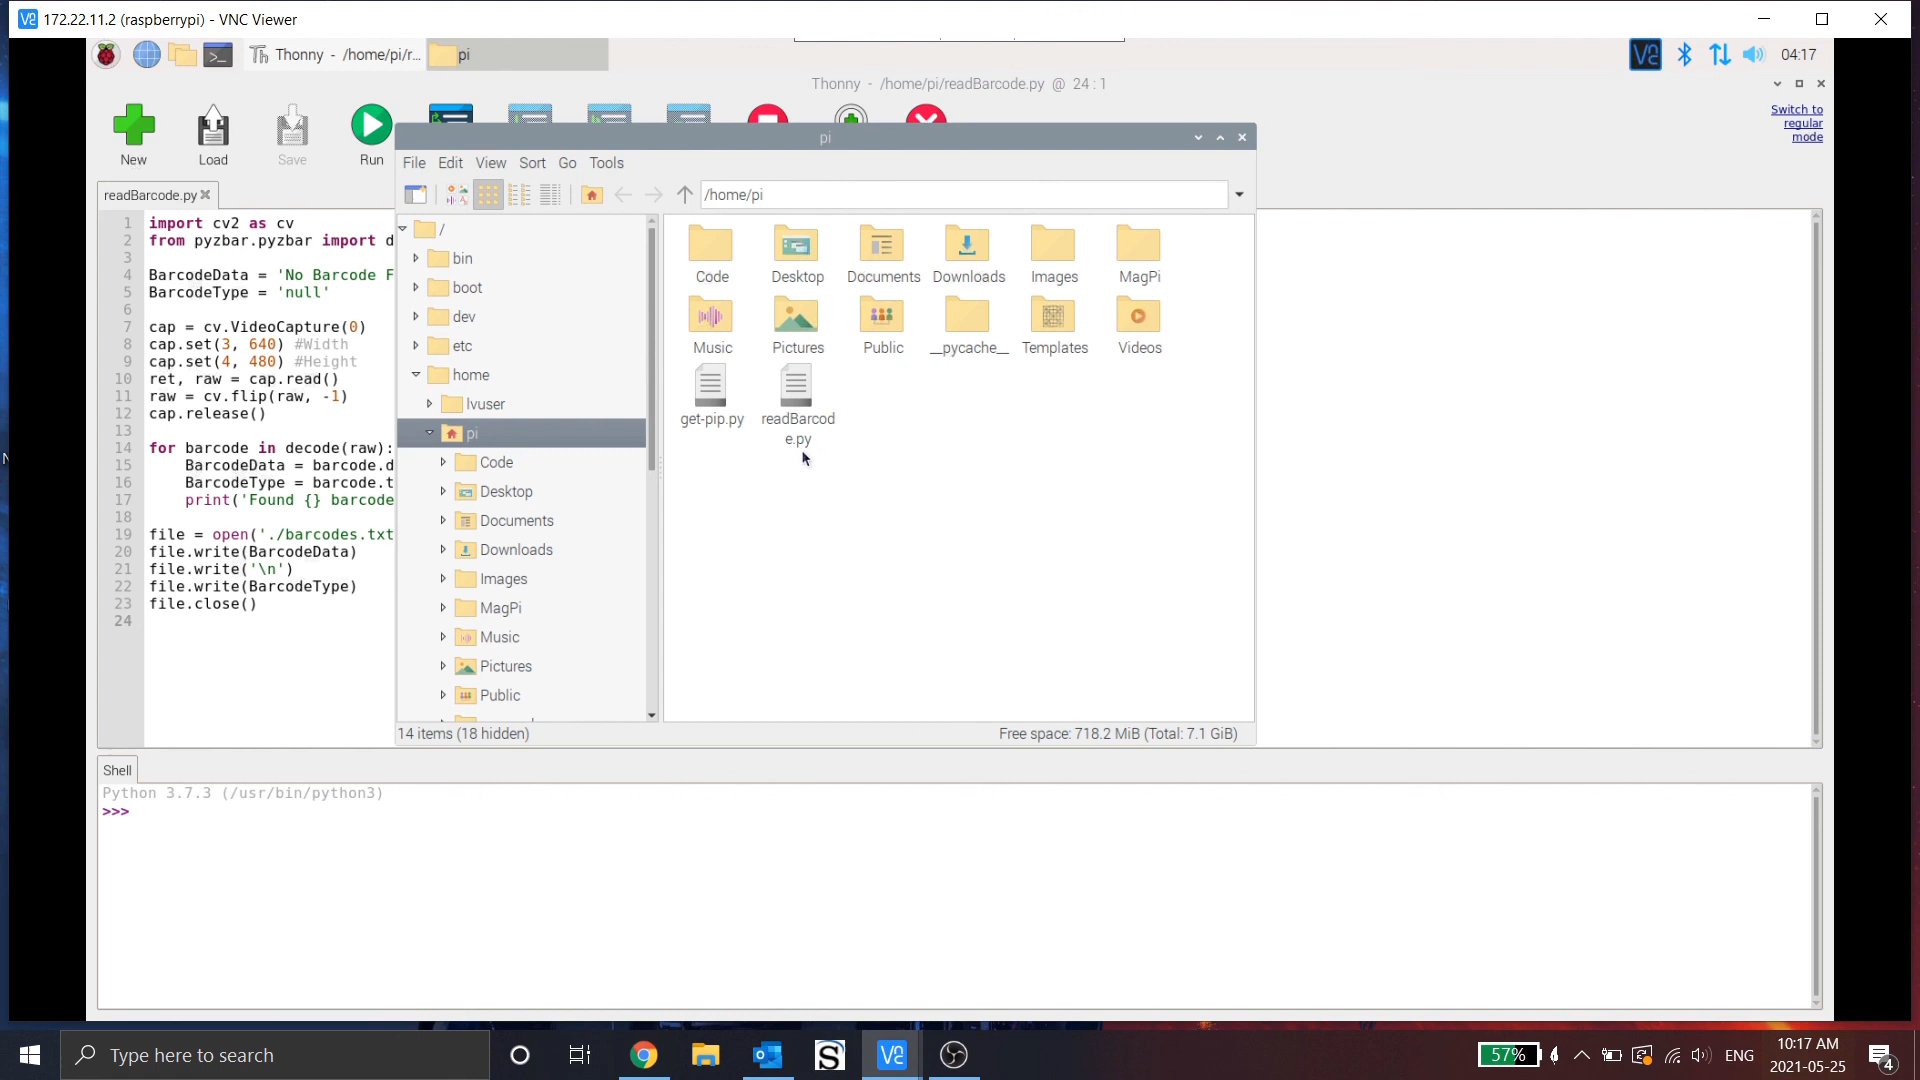 172.22.11.2 (raspberrypi) - VNC Viewer
Thonny - /home/pi/r...
pi
04:17
Thonny - /home/pi/readBarcode.py @ 24 : 1
New
Load
Save
Run
Switch to
regular
mode
pi
File Edit View Sort Go Tools
/home/pi
readBarcode.py
1 import cv2 as cv
2 from pyzbar.pyzbar import d
3
4 BarcodeData = 'No Barcode F
5 BarcodeType = 'null'
6
7 cap = cv.VideoCapture(0)
8 cap.set(3, 640) #Width
9 cap.set(4, 480) #Height
10 ret, raw = cap.read()
11 raw = cv.flip(raw, -1)
12 cap.release()
13
14 for barcode in decode(raw):
15 BarcodeData = barcode.d
16 BarcodeType = barcode.t
17 print('Found {} barcode
18
19 file = open('./barcodes.txt
20 file.write(BarcodeData)
21 file.write('\n')
22 file.write(BarcodeType)
23 file.close()
24
/
bin
boot
dev
etc
home
lvuser
pi
Code
Desktop
Documents
Downloads
Images
MagPi
Music
Pictures
Public
Code Desktop Documents Downloads Images MagPi
Music Pictures Public __pycache__ Templates Videos
get-pip.py readBarcod
e.py
14 items (18 hidden)
Free space: 718.2 MiB (Total: 7.1 GiB)
Shell
Python 3.7.3 (/usr/bin/python3)
>>>
Type here to search
57%
ENG
10:17 AM
2021-05-25
4